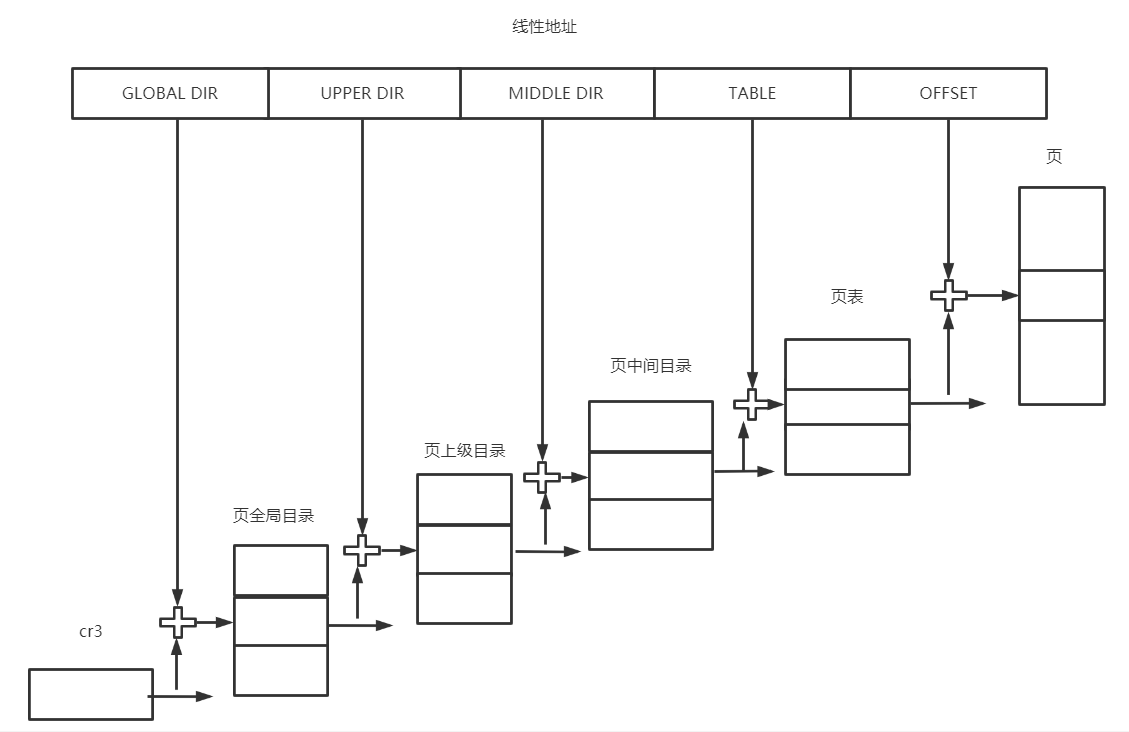 线性地址
GLOBAL DIR
UPPER DIR
MIDDLE DIR
TABLE
OFFSET
页
页表
页中间目录
页上级目录
页全局目录
cr3